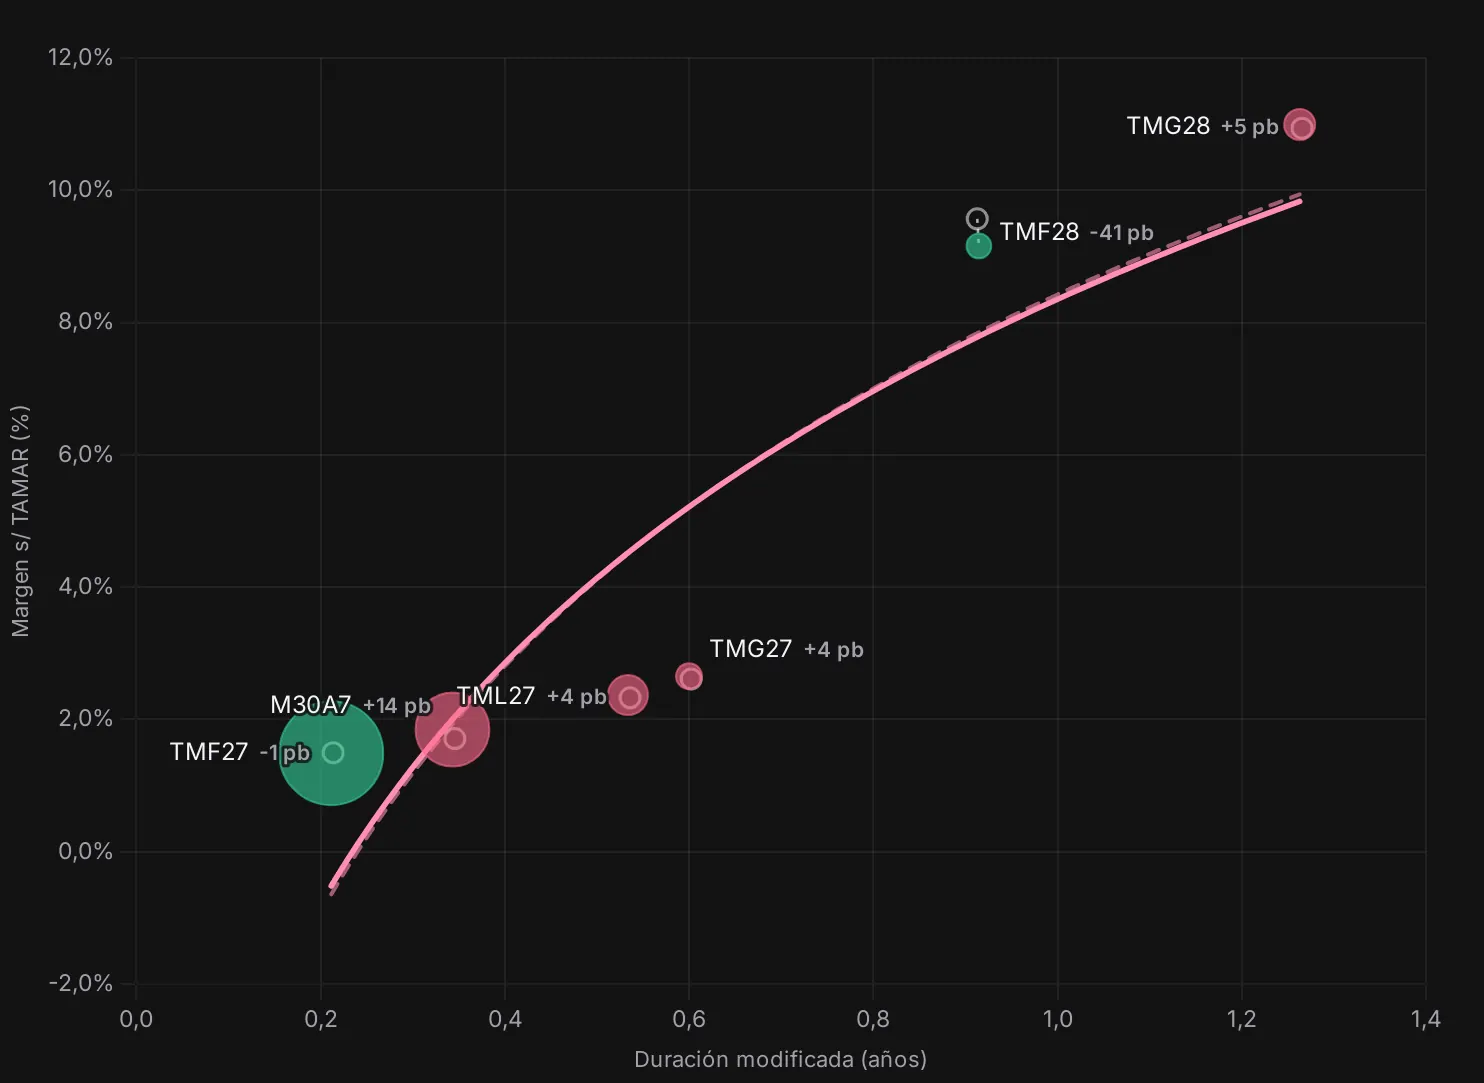 12,0%
10,0%
8,0%
6,0%
4,0%
2,0%
0,0%
-2,0%
Margen s/ TAMAR (%)
TMG28 +5 pb
TMF28 -41 pb
TMG27 +4 pb
TML27 +4 pb
M30A7 +14 pb
TMF27 -1 pb
0,0 0,2 0,4 0,6 0,8 1,0 1,2 1,4
Duración modificada (años)